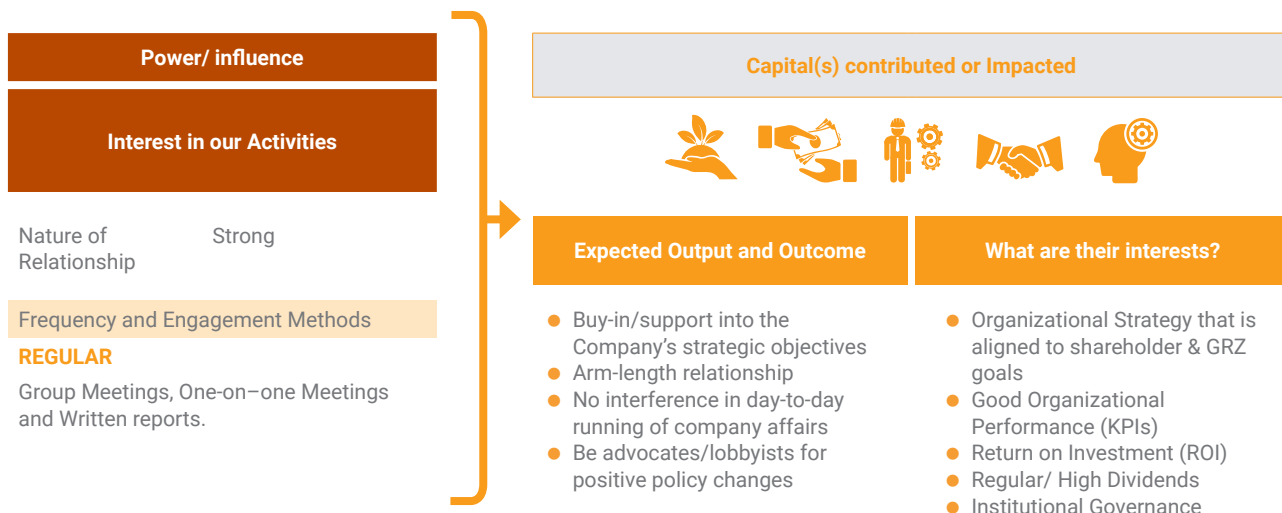 Power/ influence
Interest in our Activities
Nature of
Relationship
Strong
Frequency and Engagement Methods
REGULAR
Group Meetings, One-on–one Meetings
and Written reports.
Capital(s) contributed or Impacted
Expected Output and Outcome
Buy-in/support into the
Company’s strategic objectives
Arm-length relationship
No interference in day-to-day
running of company affairs
Be advocates/lobbyists for
positive policy changes
What are their interests?
Organizational Strategy that is
aligned to shareholder & GRZ
goals
Good Organizational
Performance (KPIs)
Return on Investment (ROI)
Regular/ High Dividends
Institutional Governance